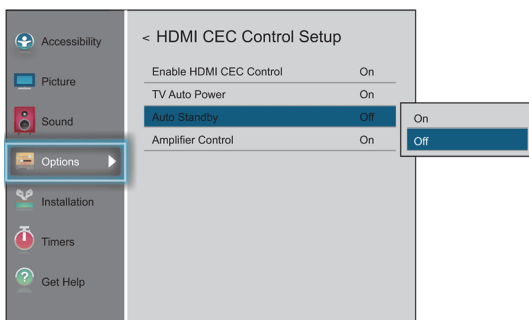 Accessibility
Picture
Sound
Options
Installation
Timers
Get Help
< HDMI CEC Control Setup
Enable HDMI CEC Control On
TV Auto Power On
Auto Standby Off
Amplifier Control On
On
Off